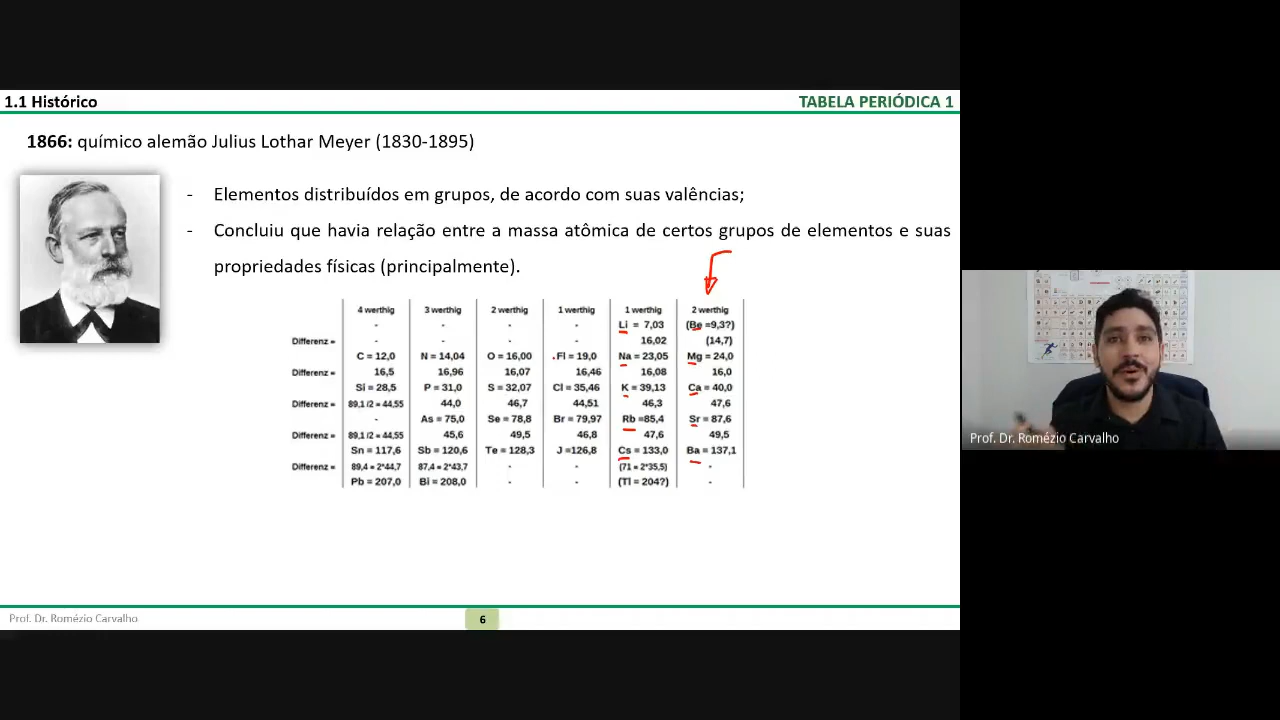 1.1 Histórico
TABELA PERIÓDICA 1
1866: químico alemão Julius Lothar Meyer (1830-1895)
- Elementos distribuídos em grupos, de acordo com suas valências;
- Concluiu que havia relação entre a massa atômica de certos grupos de elementos e suas
propriedades físicas (principalmente).
4 werthig 3 werthig 2 werthig 1 werthig 1 werthig 2 werthig
- - - - Li = 7,03 (Be =9,3?)
Differenz = - - - - 16,02 (14,7)
C = 12,0 N = 14,04 O = 16,00 Fl = 19,0 Na = 23,05 Mg = 24,0
Differenz = 16,5 16,96 16,07 16,46 16,08 16,0
Si = 28,5 P = 31,0 S = 32,07 Cl = 35,46 K = 39,13 Ca = 40,0
Differenz = 89,1 /2 = 44,55 44,0 46,7 44,51 46,3 47,6
- As = 75,0 Se = 78,8 Br = 79,97 Rb =85,4 Sr = 87,6
Differenz = 89,1 /2 = 44,55 45,6 49,5 46,8 47,6 49,5
Sn = 117,6 Sb = 120,6 Te = 128,3 J =126,8 Cs = 133,0 Ba = 137,1
Differenz = 89,4 = 2*44,7 87,4 = 2*43,7 - - (71 = 2*35,5) -
Pb = 207,0 Bi = 208,0 - - (Tl = 204?) -
Prof. Dr. Romézio Carvalho
Prof. Dr. Romézio Carvalho
6